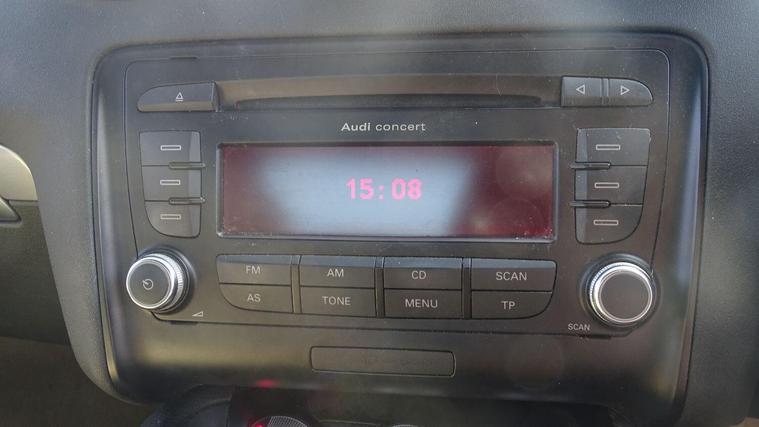 Audi concert
15:08
FM AM CD SCAN
AS TONE MENU TP
SCAN